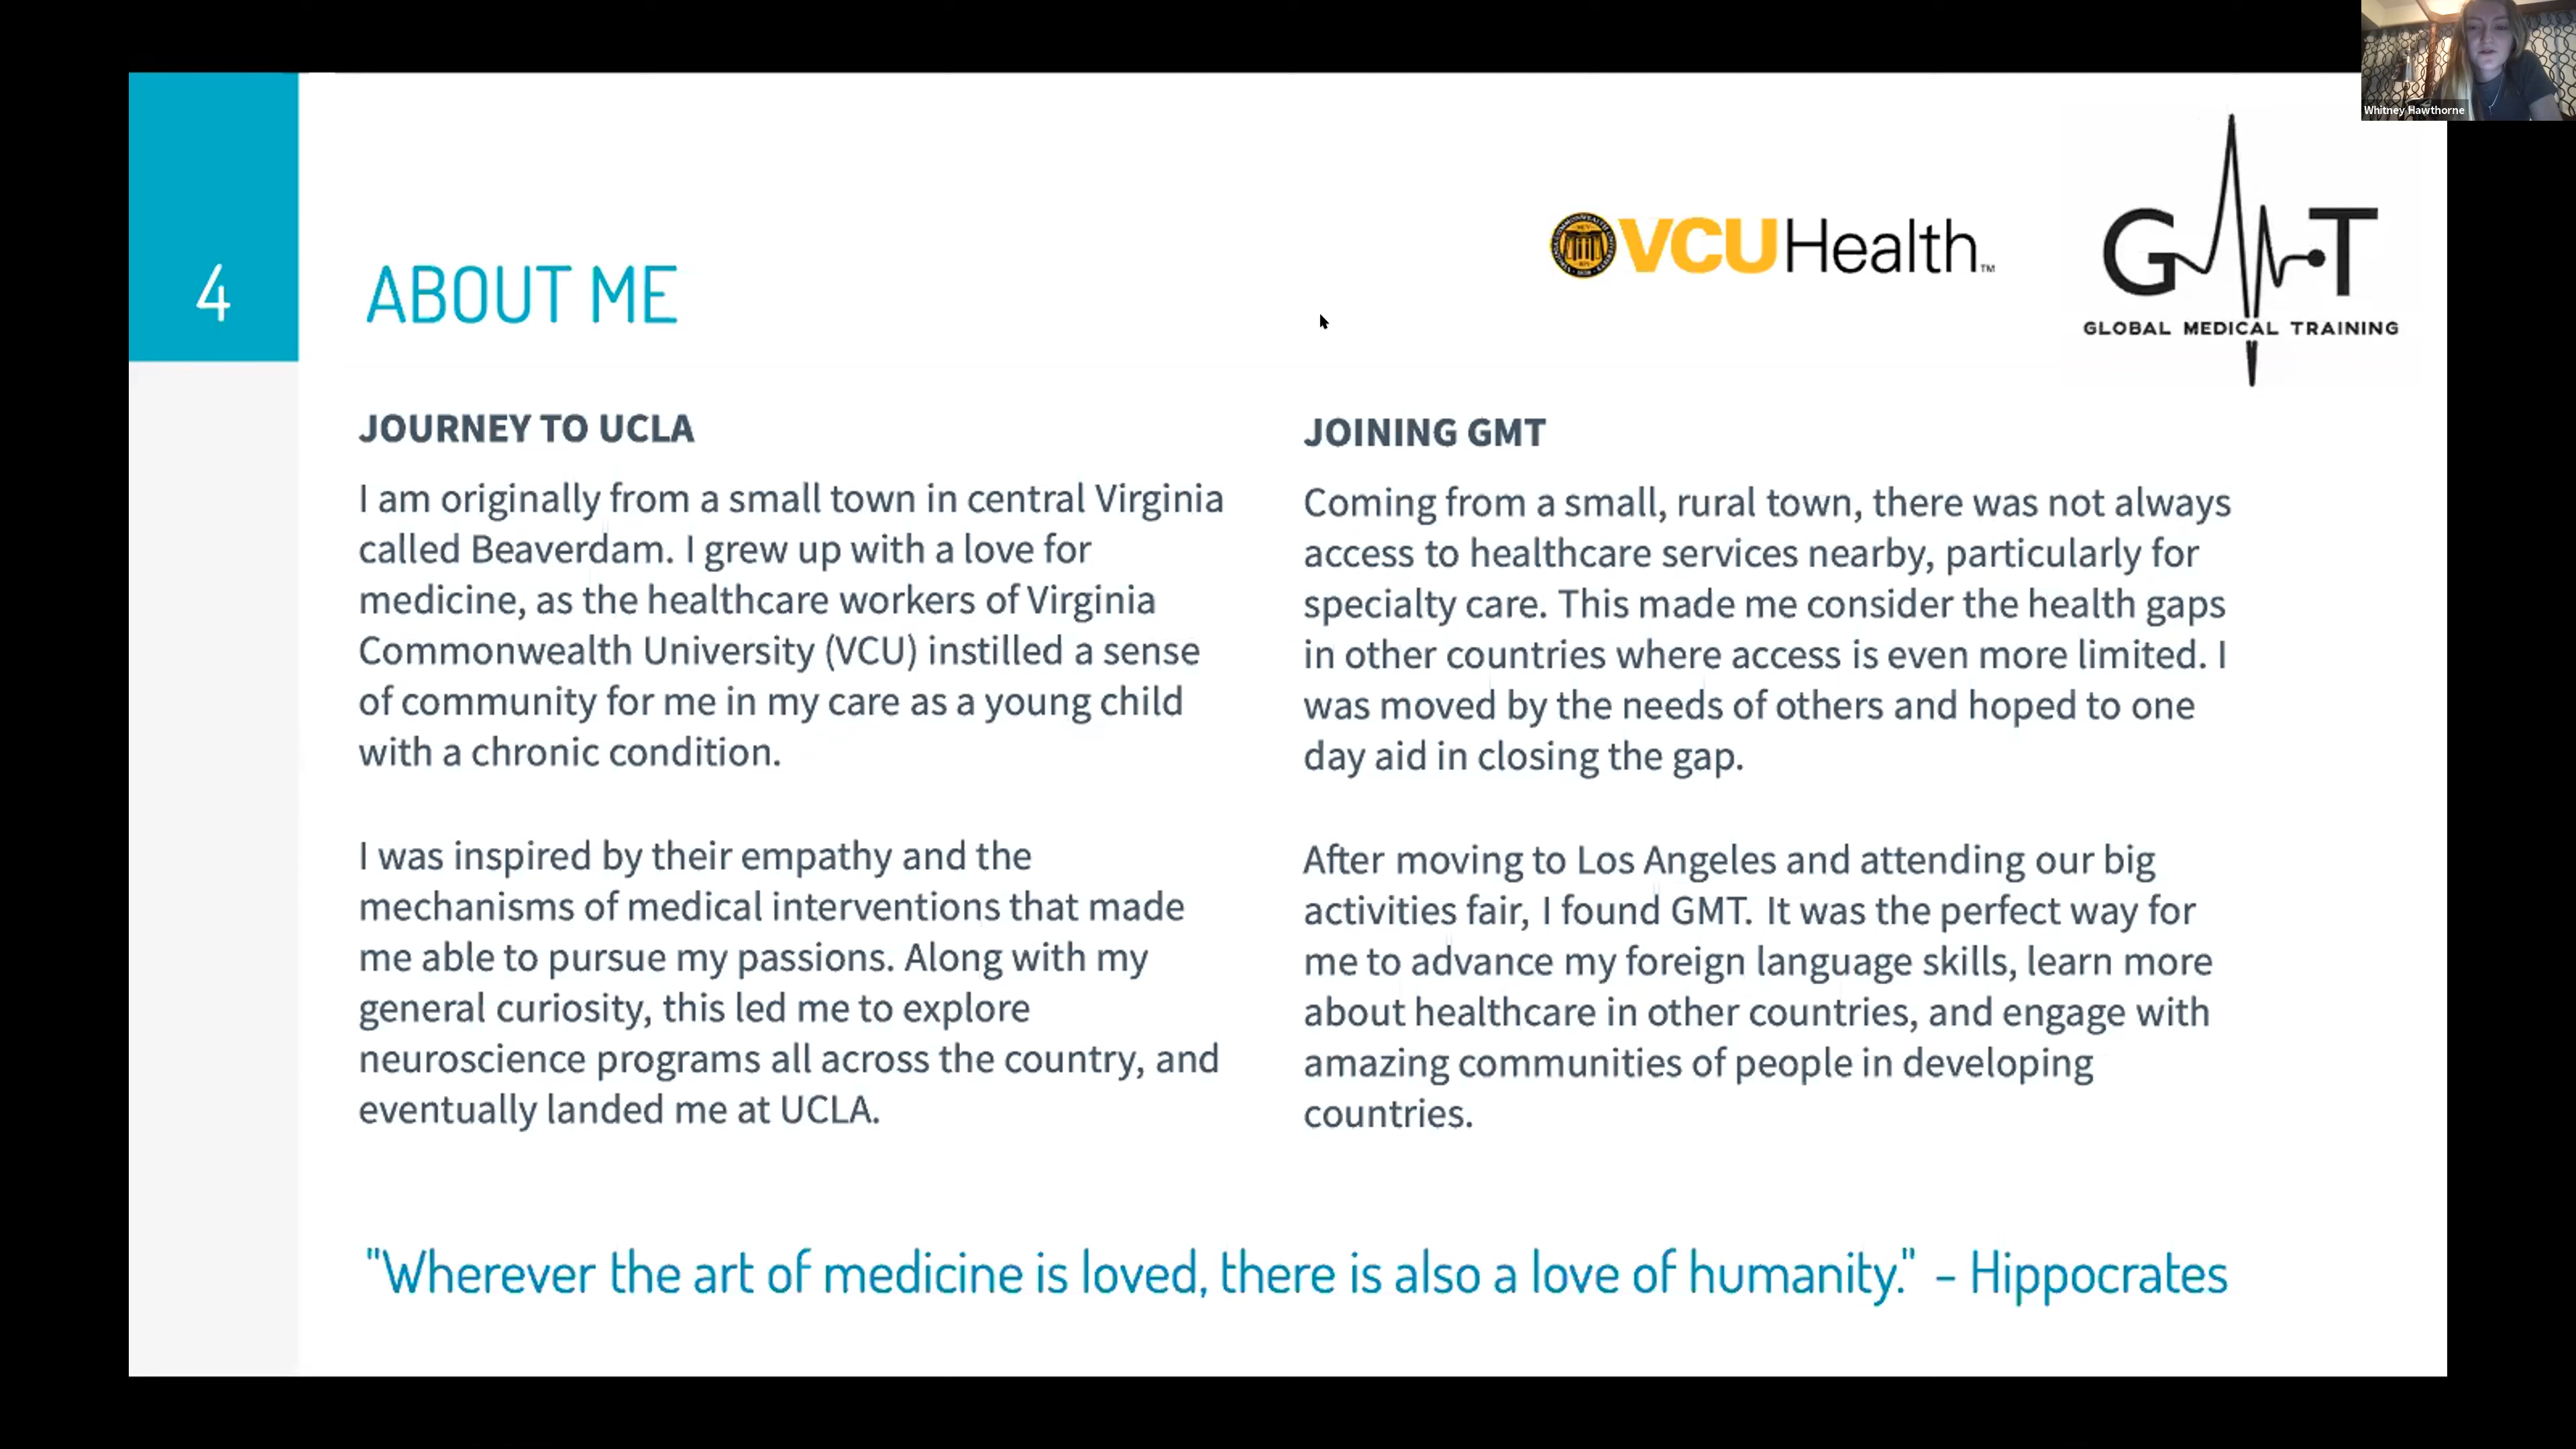 Whitney Hawthorne
VCU Health™
G M T
GLOBAL MEDICAL TRAINING
4
ABOUT ME
JOURNEY TO UCLA
I am originally from a small town in central Virginia
called Beaverdam. I grew up with a love for
medicine, as the healthcare workers of Virginia
Commonwealth University (VCU) instilled a sense
of community for me in my care as a young child
with a chronic condition.
I was inspired by their empathy and the
mechanisms of medical interventions that made
me able to pursue my passions. Along with my
general curiosity, this led me to explore
neuroscience programs all across the country, and
eventually landed me at UCLA.
JOINING GMT
Coming from a small, rural town, there was not always
access to healthcare services nearby, particularly for
specialty care. This made me consider the health gaps
in other countries where access is even more limited. I
was moved by the needs of others and hoped to one
day aid in closing the gap.
After moving to Los Angeles and attending our big
activities fair, I found GMT. It was the perfect way for
me to advance my foreign language skills, learn more
about healthcare in other countries, and engage with
amazing communities of people in developing
countries.
"Wherever the art of medicine is loved, there is also a love of humanity." – Hippocrates